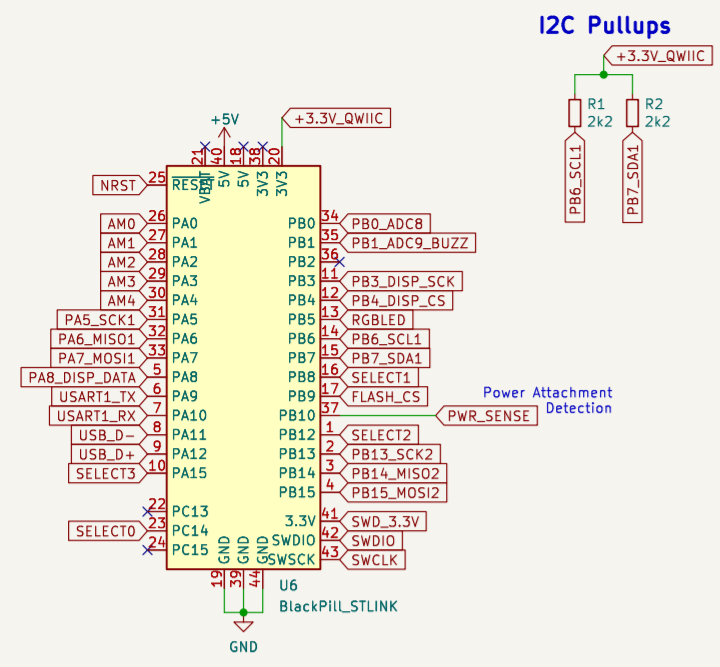 I2C Pullups
+3.3V_QWIIC
R1
2k2
R2
2k2
PB6_SCL1
PB7_SDA1
+5V
+3.3V_QWIIC
21
40
18
38
20
VBAT
5V
5V
3V3
3V3
NRST 25 RESET
AM0 26 PA0
AM1 27 PA1
AM2 28 PA2
AM3 29 PA3
AM4 30 PA4
PA5_SCK1 31 PA5
PA6_MISO1 32 PA6
PA7_MOSI1 33 PA7
PA8_DISP_DATA 5 PA8
USART1_TX 6 PA9
USART1_RX 7 PA10
USB_D- 8 PA11
USB_D+ 9 PA12
SELECT3 10 PA15
22 PC13
SELECT0 23 PC14
24 PC15
PB0 34 PB0_ADC8
PB1 35 PB1_ADC9_BUZZ
PB2 36
PB3 11 PB3_DISP_SCK
PB4 12 PB4_DISP_CS
PB5 13 RGBLED
PB6 14 PB6_SCL1
PB7 15 PB7_SDA1
PB8 16 SELECT1
PB9 17 FLASH_CS
PB10 37 PWR_SENSE
Power Attachment
Detection
PB12 1 SELECT2
PB13 2 PB13_SCK2
PB14 3 PB14_MISO2
PB15 4 PB15_MOSI2
3.3V 41 SWD_3.3V
SWDIO 42 SWDIO
SWSCK 43 SWCLK
GND
GND
GND
19
39
44
U6
BlackPill_STLINK
GND